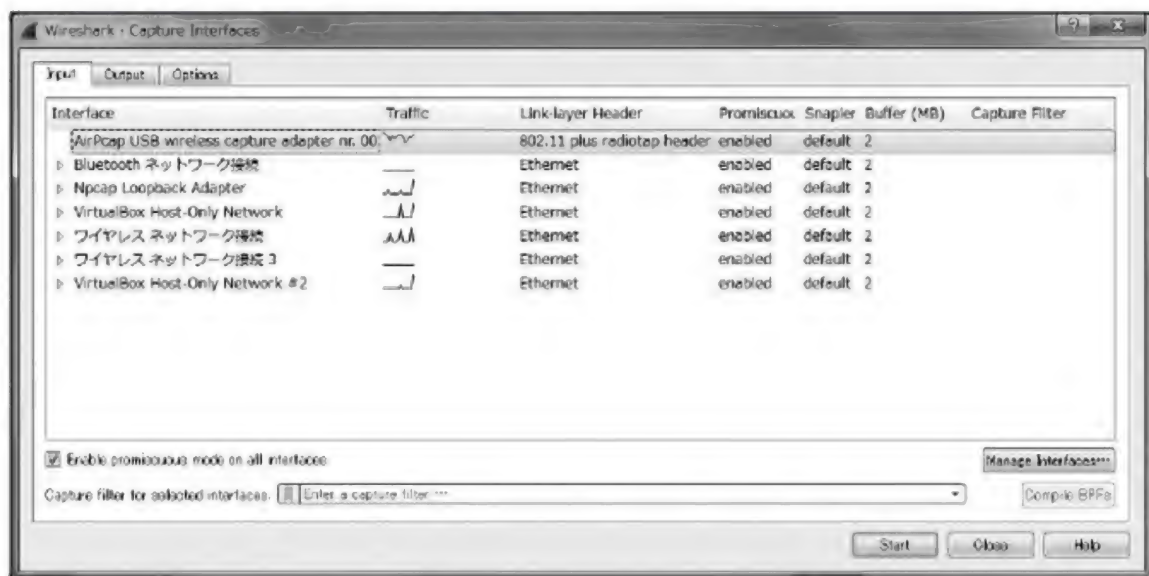 Wireshark · Capture Interfaces
Input Output Options
Interface Traffic Link-layer Header Promiscuou Snaplen Buffer (MB) Capture Filter
AirPcap USB wireless capture adapter nr. 00 802.11 plus radiotap header enabled default 2
Bluetooth ネットワーク接続 Ethernet enabled default 2
Npcap Loopback Adapter Ethernet enabled default 2
VirtualBox Host-Only Network Ethernet enabled default 2
ワイヤレス ネットワーク接続 Ethernet enabled default 2
ワイヤレス ネットワーク接続 3 Ethernet enabled default 2
VirtualBox Host-Only Network #2 Ethernet enabled default 2
Enable promiscuous mode on all interfaces
Manage Interfaces…
Capture filter for selected interfaces: Enter a capture filter …
Compile BPFs
Start Close Help